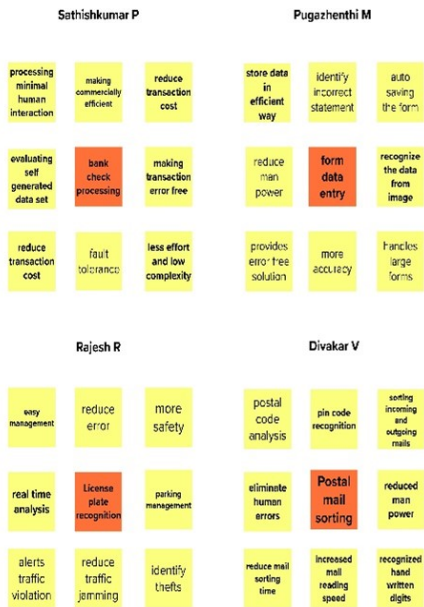 Sathishkumar P
processing
minimal
human
interaction
making
commercially
efficient
reduce
transaction
cost
evaluating
self
generated
data set
bank
check
processing
making
transaction
error free
reduce
transaction
cost
fault
tolerance
less effort
and low
complexity
Pugazhenthi M
store data
in
efficient
way
identify
incorrect
statement
auto
saving
the form
reduce
man
power
form
data
entry
recognize
the data
from
image
provides
error free
solution
more
accuracy
handles
large
forms
Rajesh R
easy
management
reduce
error
more
safety
real time
analysis
License
plate
recognition
parking
management
alerts
traffic
violation
reduce
traffic
jamming
identify
thefts
Divakar V
postal
code
analysis
pin code
recognition
sorting
incoming
and
outgoing
mails
eliminate
human
errors
Postal
mail
sorting
reduced
man
power
reduce mail
sorting
time
increased
mail
reading
speed
recognized
hand
written
digits